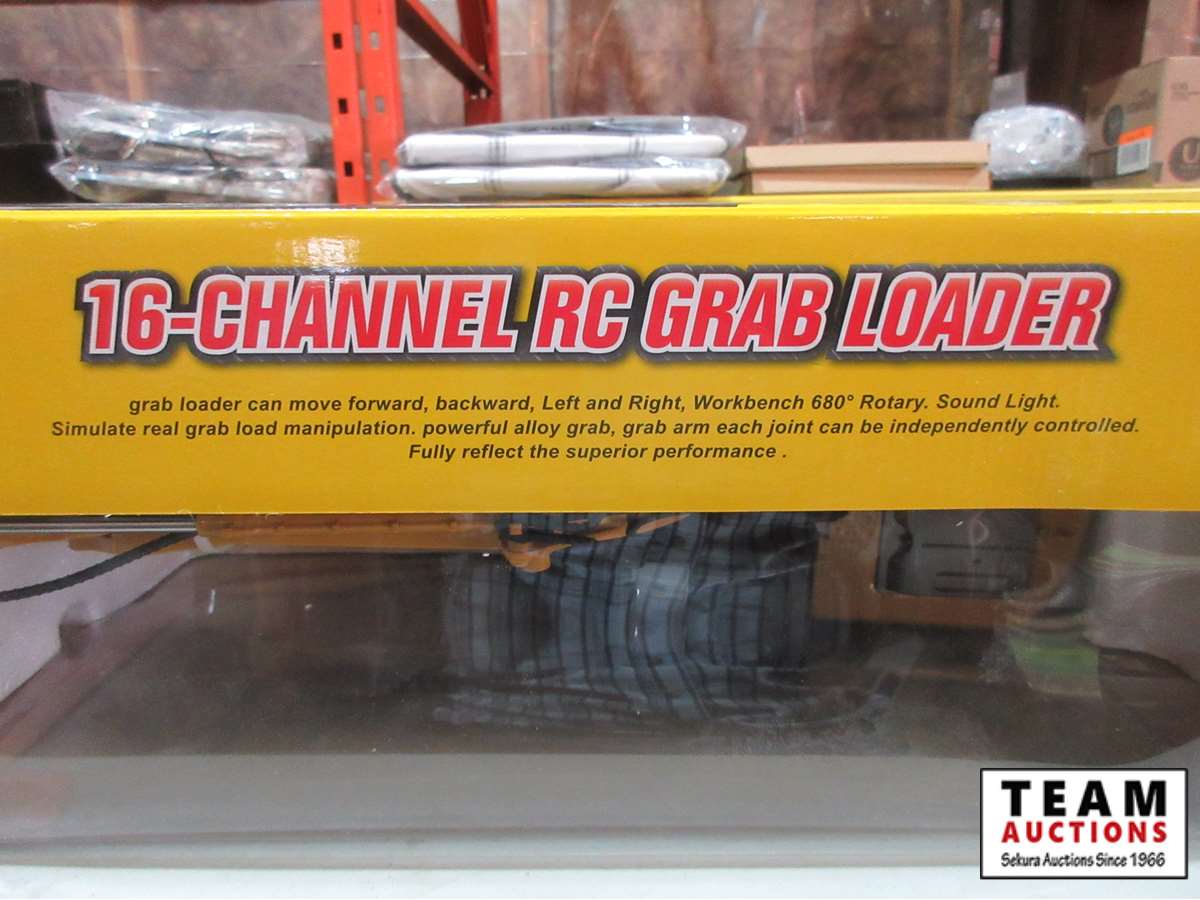 16-CHANNEL RC GRAB LOADER
grab loader can move forward, backward, Left and Right, Workbench 680° Rotary. Sound Light.
Simulate real grab load manipulation. powerful alloy grab, grab arm each joint can be independently controlled.
Fully reflect the superior performance .
TEAM
AUCTIONS
Sekura Auctions Since 1966